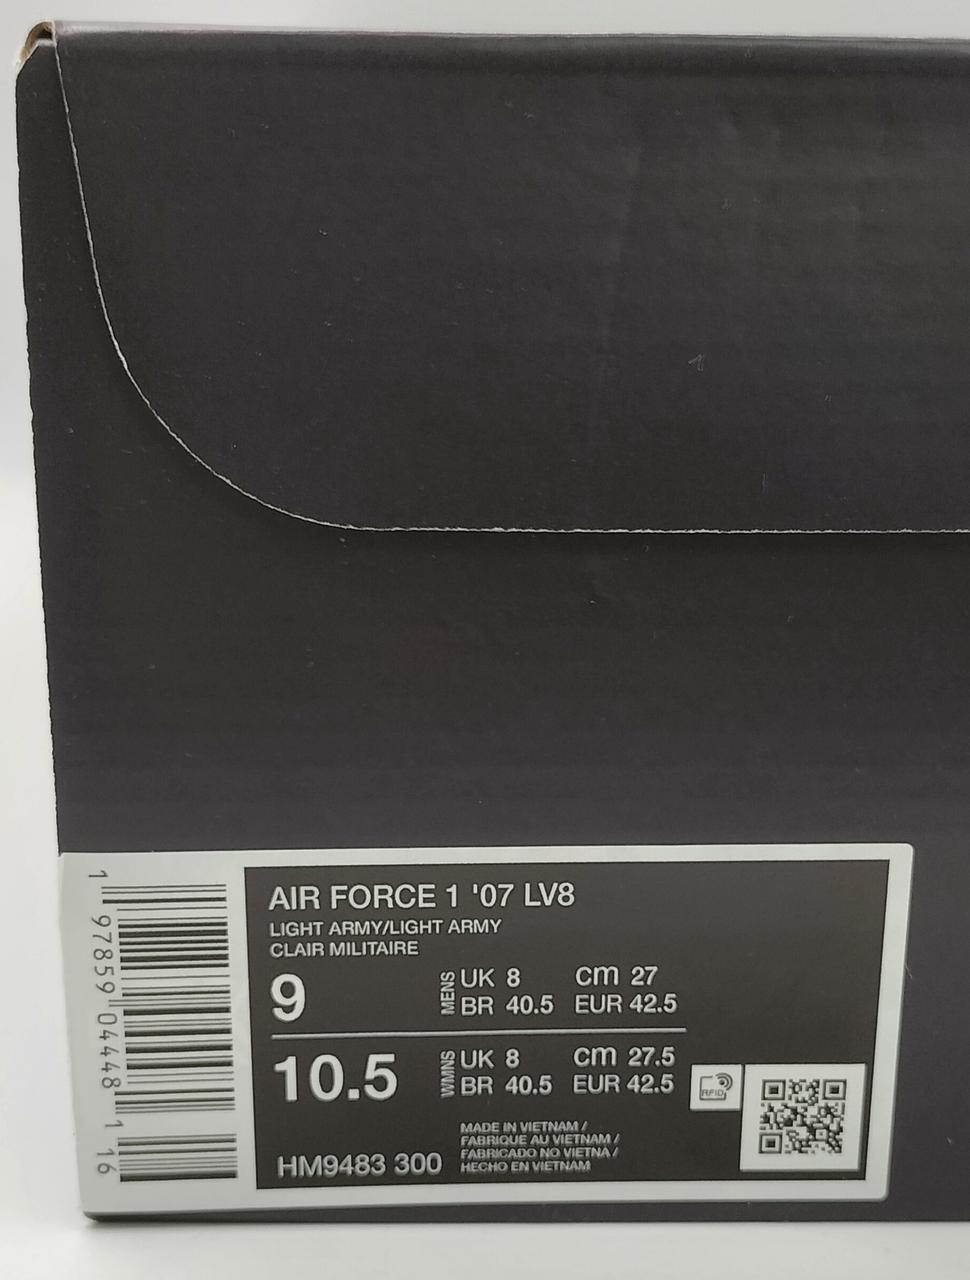 1
97859 04448 1
16
AIR FORCE 1 '07 LV8
LIGHT ARMY/LIGHT ARMY
CLAIR MILITAIRE
9
MENS
UK 8 CM 27
BR 40.5 EUR 42.5
10.5
WMNS
UK 8 CM 27.5
BR 40.5 EUR 42.5
RFID
HM9483 300
MADE IN VIETNAM /
FABRIQUE AU VIETNAM /
FABRICADO NO VIETNA /
HECHO EN VIETNAM